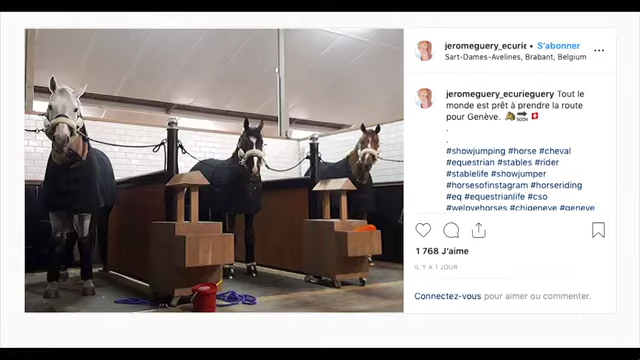 jeromeguery_ecurie • S'abonner
Sart-Dames-Avelines, Brabant, Belgium
jeromeguery_ecurieguery Tout le
monde est prêt à prendre la route
pour Genève. 🐴🔜🇨🇭
.
.
#showjumping #horse #cheval
#equestrian #stables #rider
#stablelife #showjumper
#horsesofinstagram #horseriding
#eq #equestrianlife #cso
#welovehorses #chigeneve #geneve
1 768 J'aime
IL Y A 1 JOUR
Connectez-vous pour aimer ou commenter.